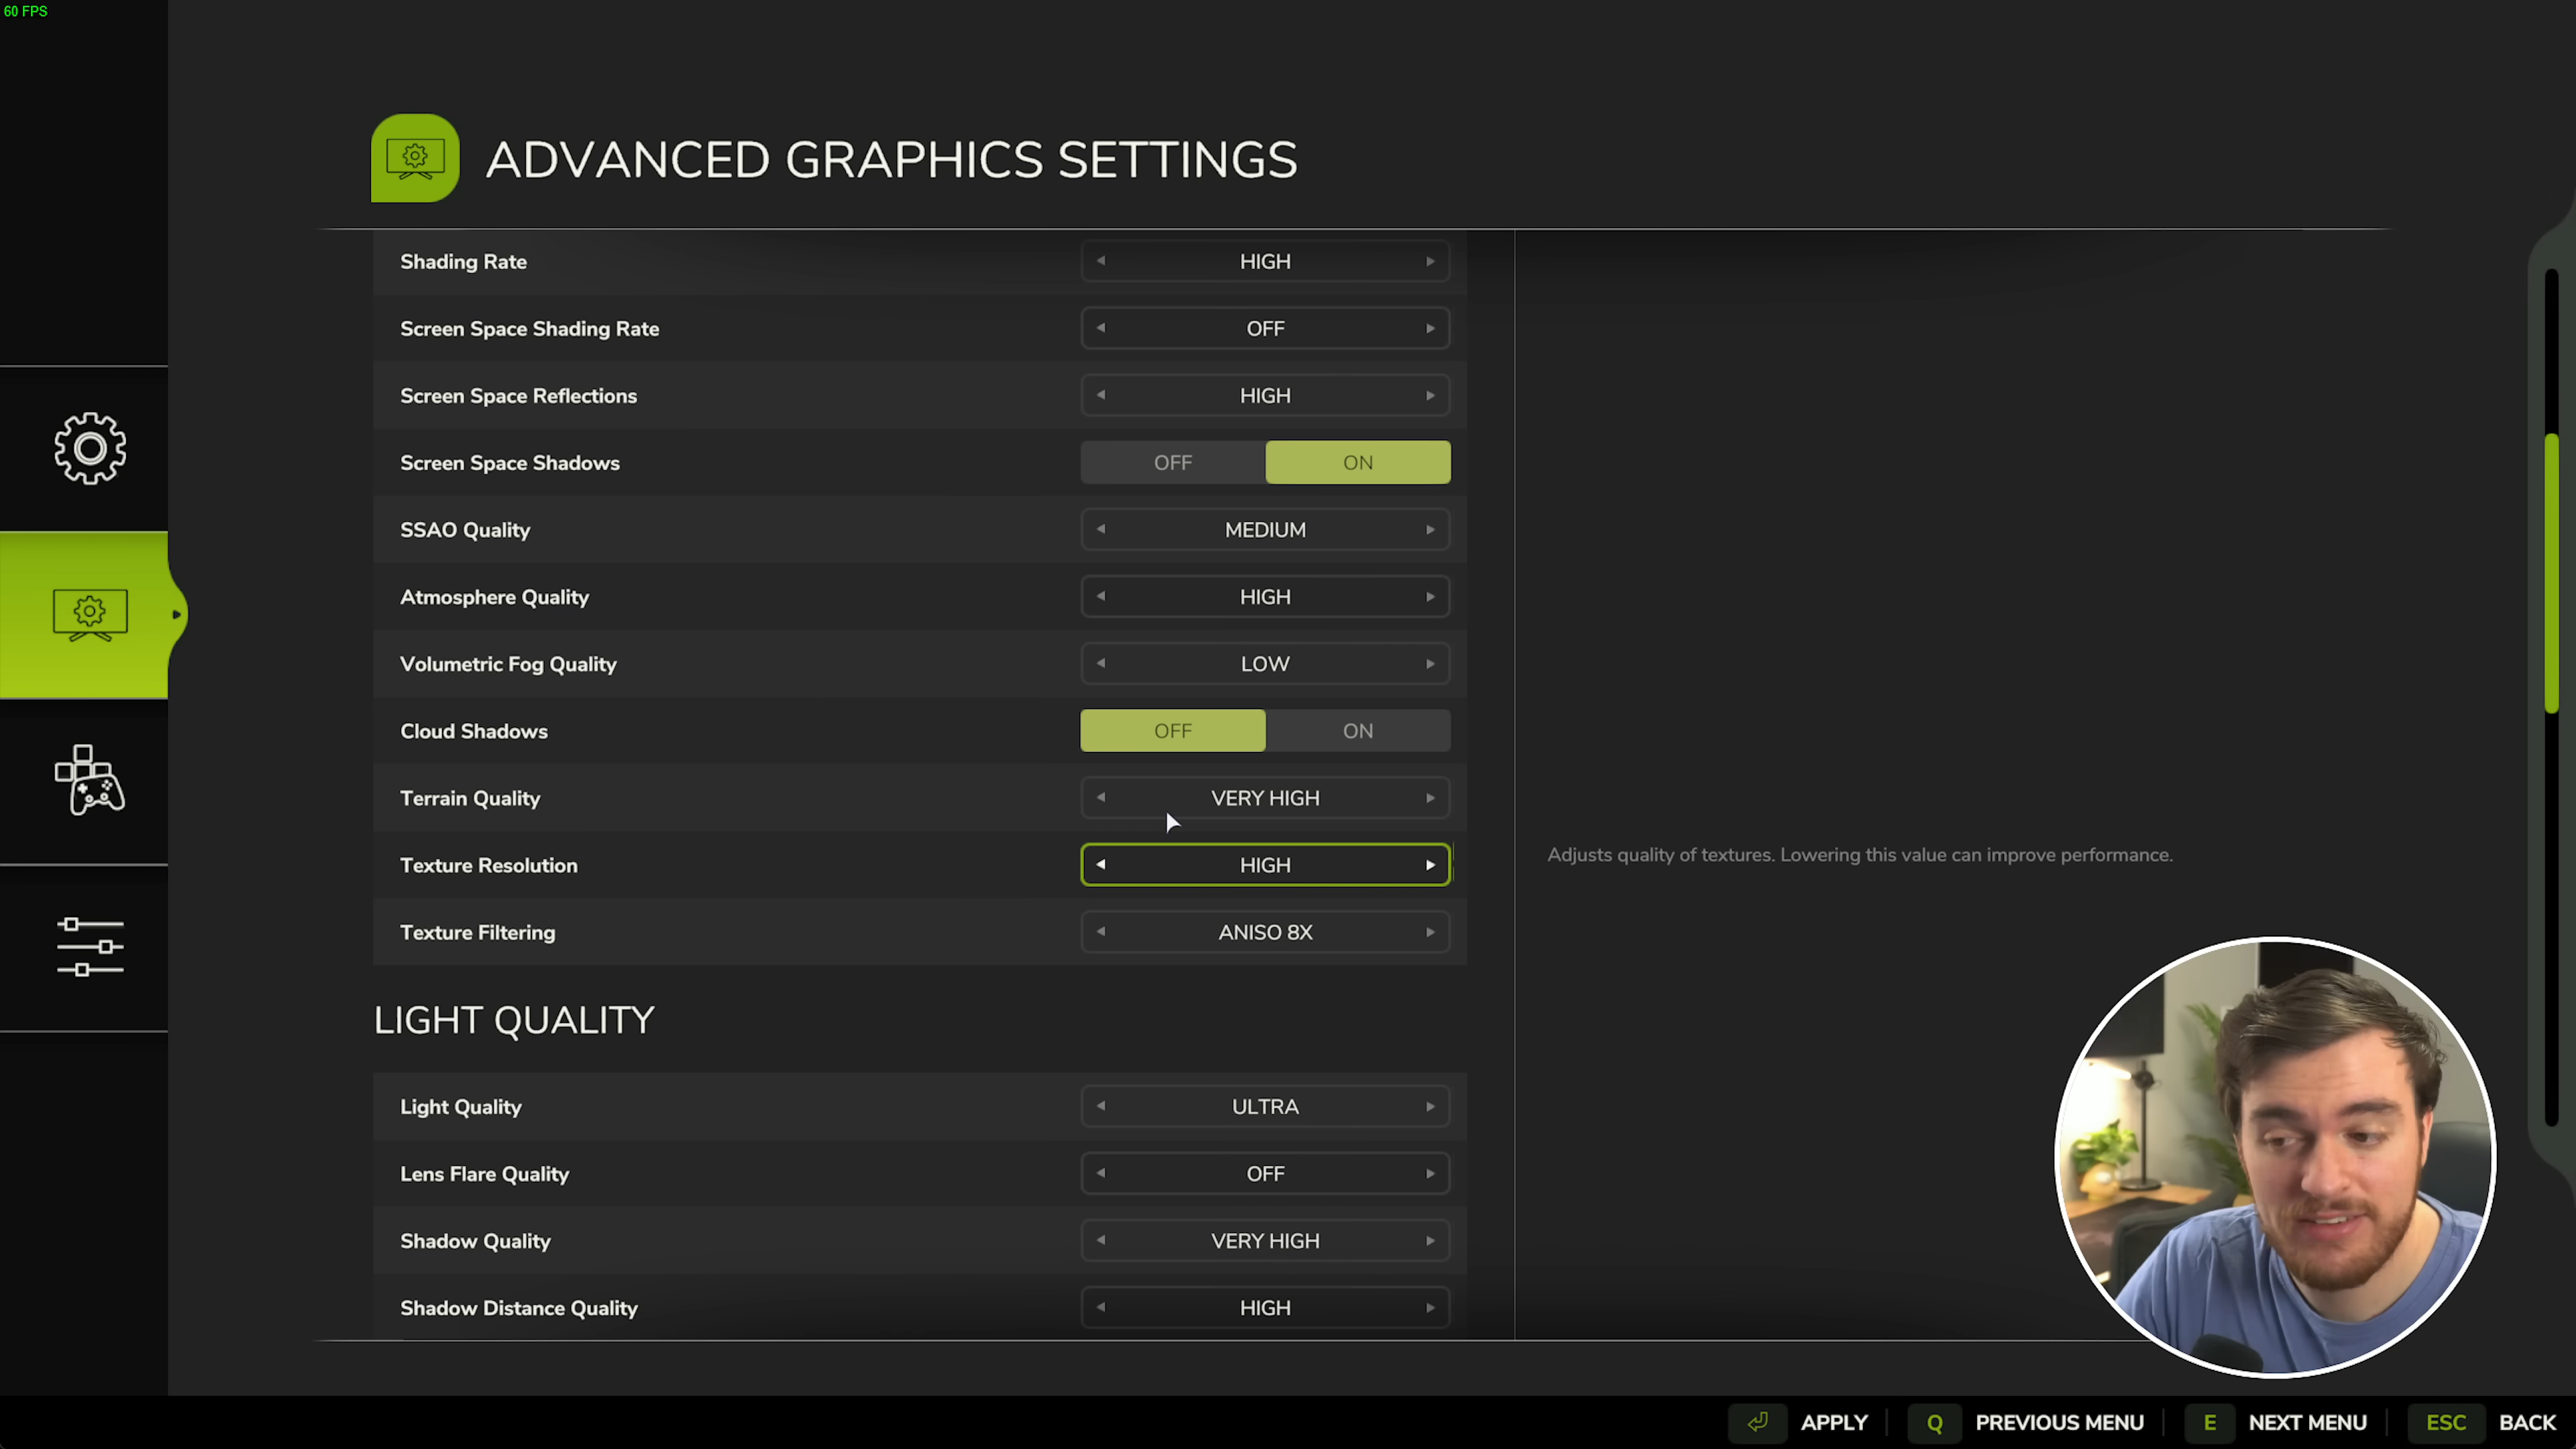 60 FPS
ADVANCED GRAPHICS SETTINGS
Shading Rate HIGH
Screen Space Shading Rate OFF
Screen Space Reflections HIGH
Screen Space Shadows OFF ON
SSAO Quality MEDIUM
Atmosphere Quality HIGH
Volumetric Fog Quality LOW
Cloud Shadows OFF ON
Terrain Quality VERY HIGH
Texture Resolution HIGH
Adjusts quality of textures. Lowering this value can improve performance.
Texture Filtering ANISO 8X
LIGHT QUALITY
Light Quality ULTRA
Lens Flare Quality OFF
Shadow Quality VERY HIGH
Shadow Distance Quality HIGH
APPLY Q PREVIOUS MENU E NEXT MENU ESC BACK